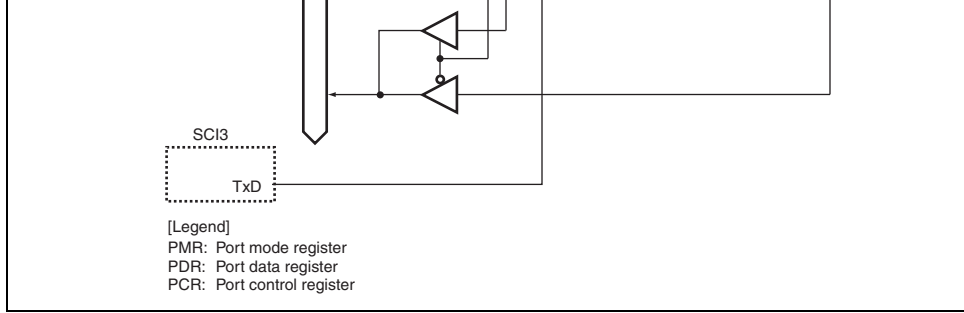 SCI3
TxD
[Legend]
PMR: Port mode register
PDR: Port data register
PCR: Port control register